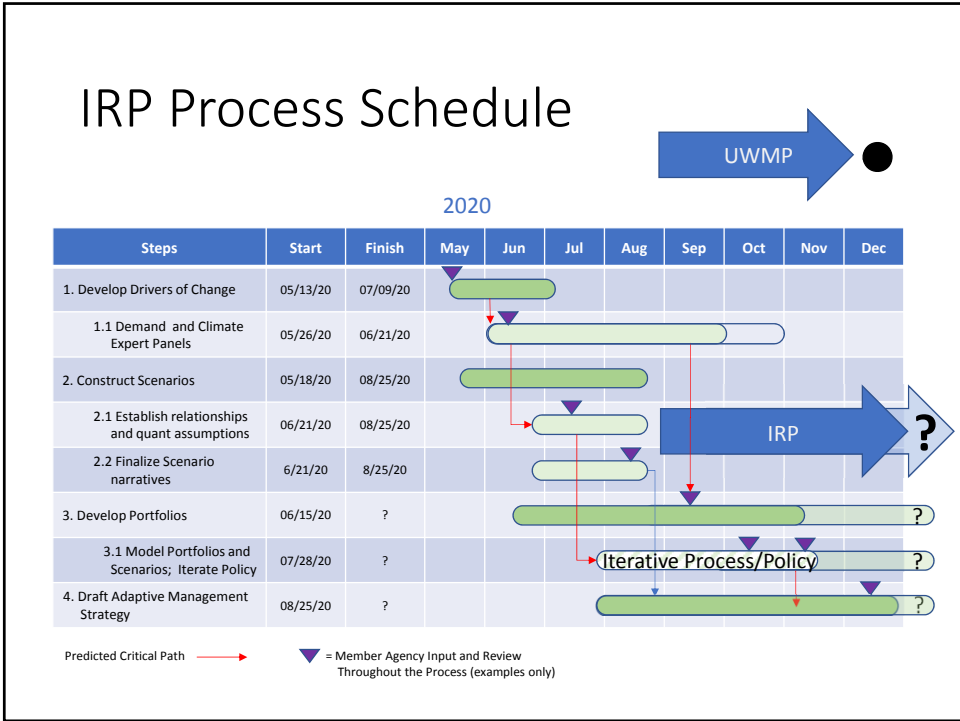 IRP Process Schedule
UWMP
2020
Steps Start Finish May Jun Jul Aug Sep Oct Nov Dec
1. Develop Drivers of Change 05/13/20 07/09/20
1.1 Demand and Climate
Expert Panels
05/26/20 06/21/20
2. Construct Scenarios 05/18/20 08/25/20
2.1 Establish relationships
and quant assumptions
06/21/20 08/25/20
IRP
?
2.2 Finalize Scenario
narratives
6/21/20 8/25/20
3. Develop Portfolios 06/15/20 ? ?
3.1 Model Portfolios and
Scenarios; Iterate Policy
07/28/20 ? Iterative Process/Policy ?
4. Draft Adaptive Management
Strategy
08/25/20 ? ?
Predicted Critical Path
= Member Agency Input and Review
Throughout the Process (examples only)